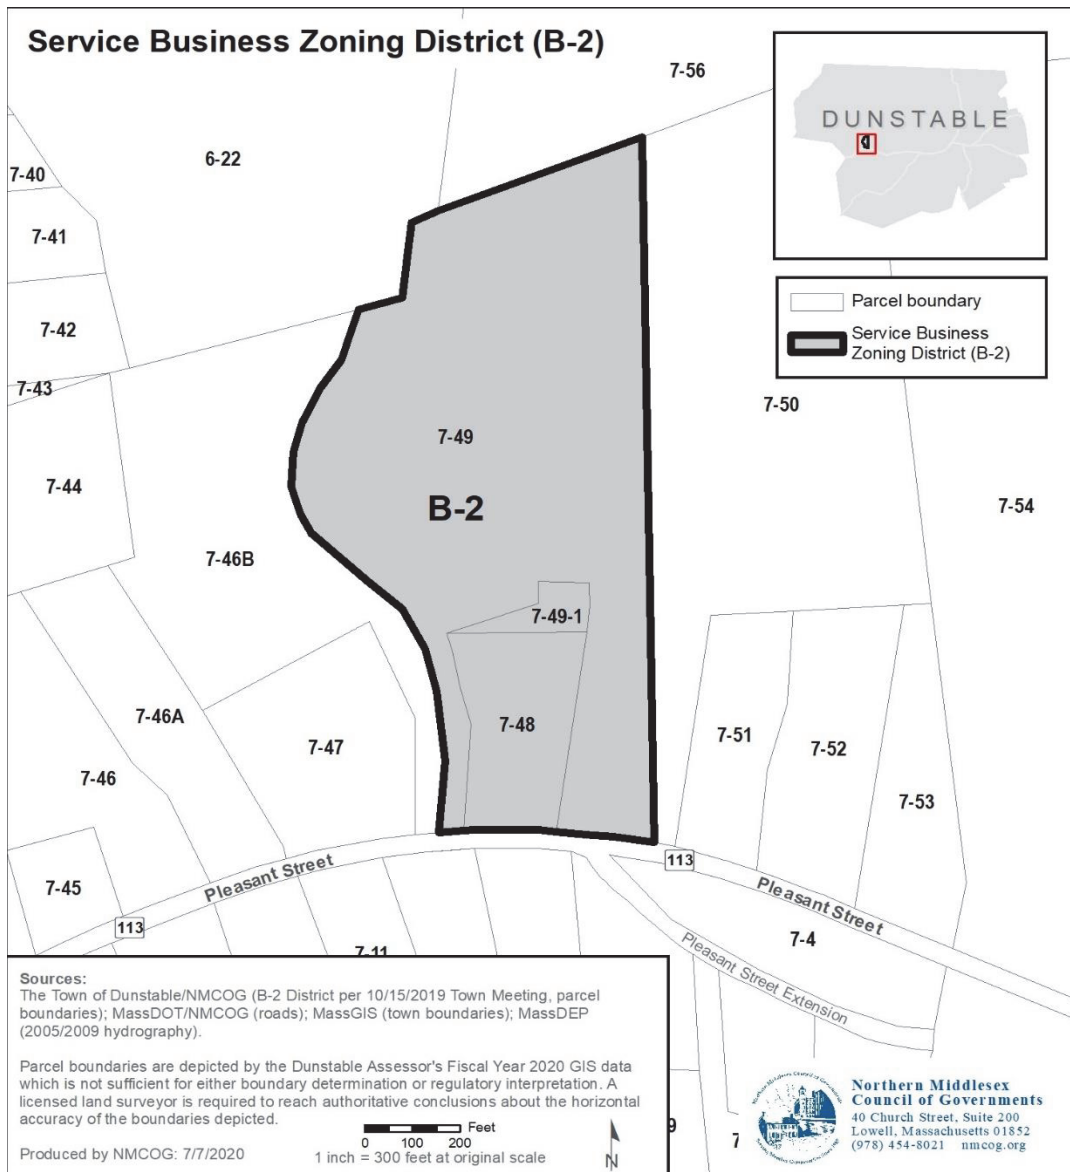 Service Business Zoning District (B-2)
7-56
DUNSTABLE
6-22
7-40
7-41
7-42
7-43
7-44
Parcel boundary
Service Business
Zoning District (B-2)
7-50
7-49
B-2
7-54
7-46B
7-49-1
7-46A
7-48
7-47
7-46
7-51
7-52
7-53
7-45
Pleasant Street
113
113
Pleasant Street
7-11
7-4
Pleasant Street Extension
Sources:
The Town of Dunstable/NMCOG (B-2 District per 10/15/2019 Town Meeting, parcel
boundaries); MassDOT/NMCOG (roads); MassGIS (town boundaries); MassDEP
(2005/2009 hydrography).
Parcel boundaries are depicted by the Dunstable Assessor's Fiscal Year 2020 GIS data
which is not sufficient for either boundary determination or regulatory interpretation. A
licensed land surveyor is required to reach authoritative conclusions about the horizontal
accuracy of the boundaries depicted.
Feet
0 100 200
Produced by NMCOG: 7/7/2020
1 inch = 300 feet at original scale
N
9
7
Northern Middlesex
Council of Governments
40 Church Street, Suite 200
Lowell, Massachusetts 01852
(978) 454-8021 nmcog.org